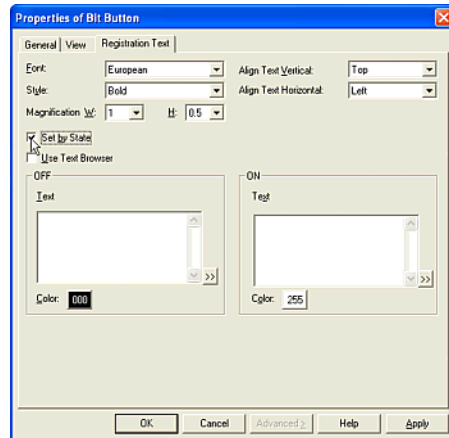 Properties of Bit Button
General View Registration Text
Font: European Align Text Vertical: Top
Style: Bold Align Text Horizontal: Left
Magnification W: 1 H: 0.5
Set by State
Use Text Browser
OFF ON
Text Text
>> >>
Color: 000 Color: 255
OK Cancel Advanced > Help Apply